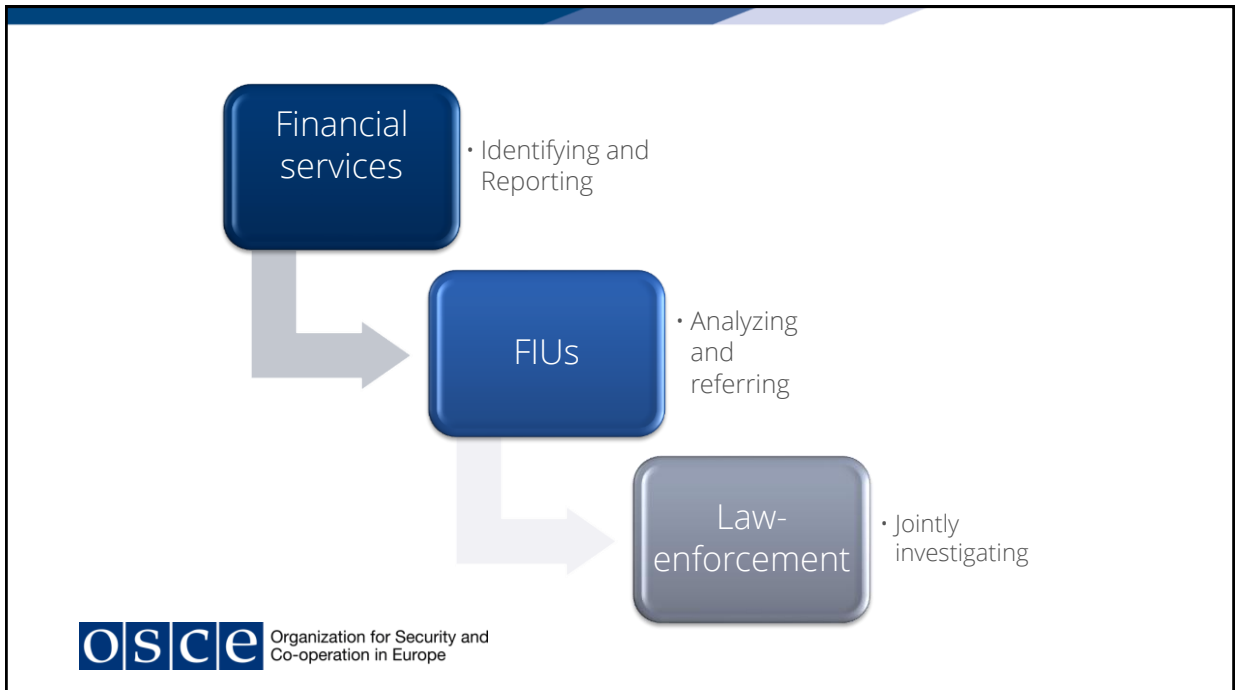 Financial
services
• Identifying and
Reporting
FIUs
• Analyzing
and
referring
Law-
enforcement
• Jointly
investigating
osce Organization for Security and
Co-operation in Europe